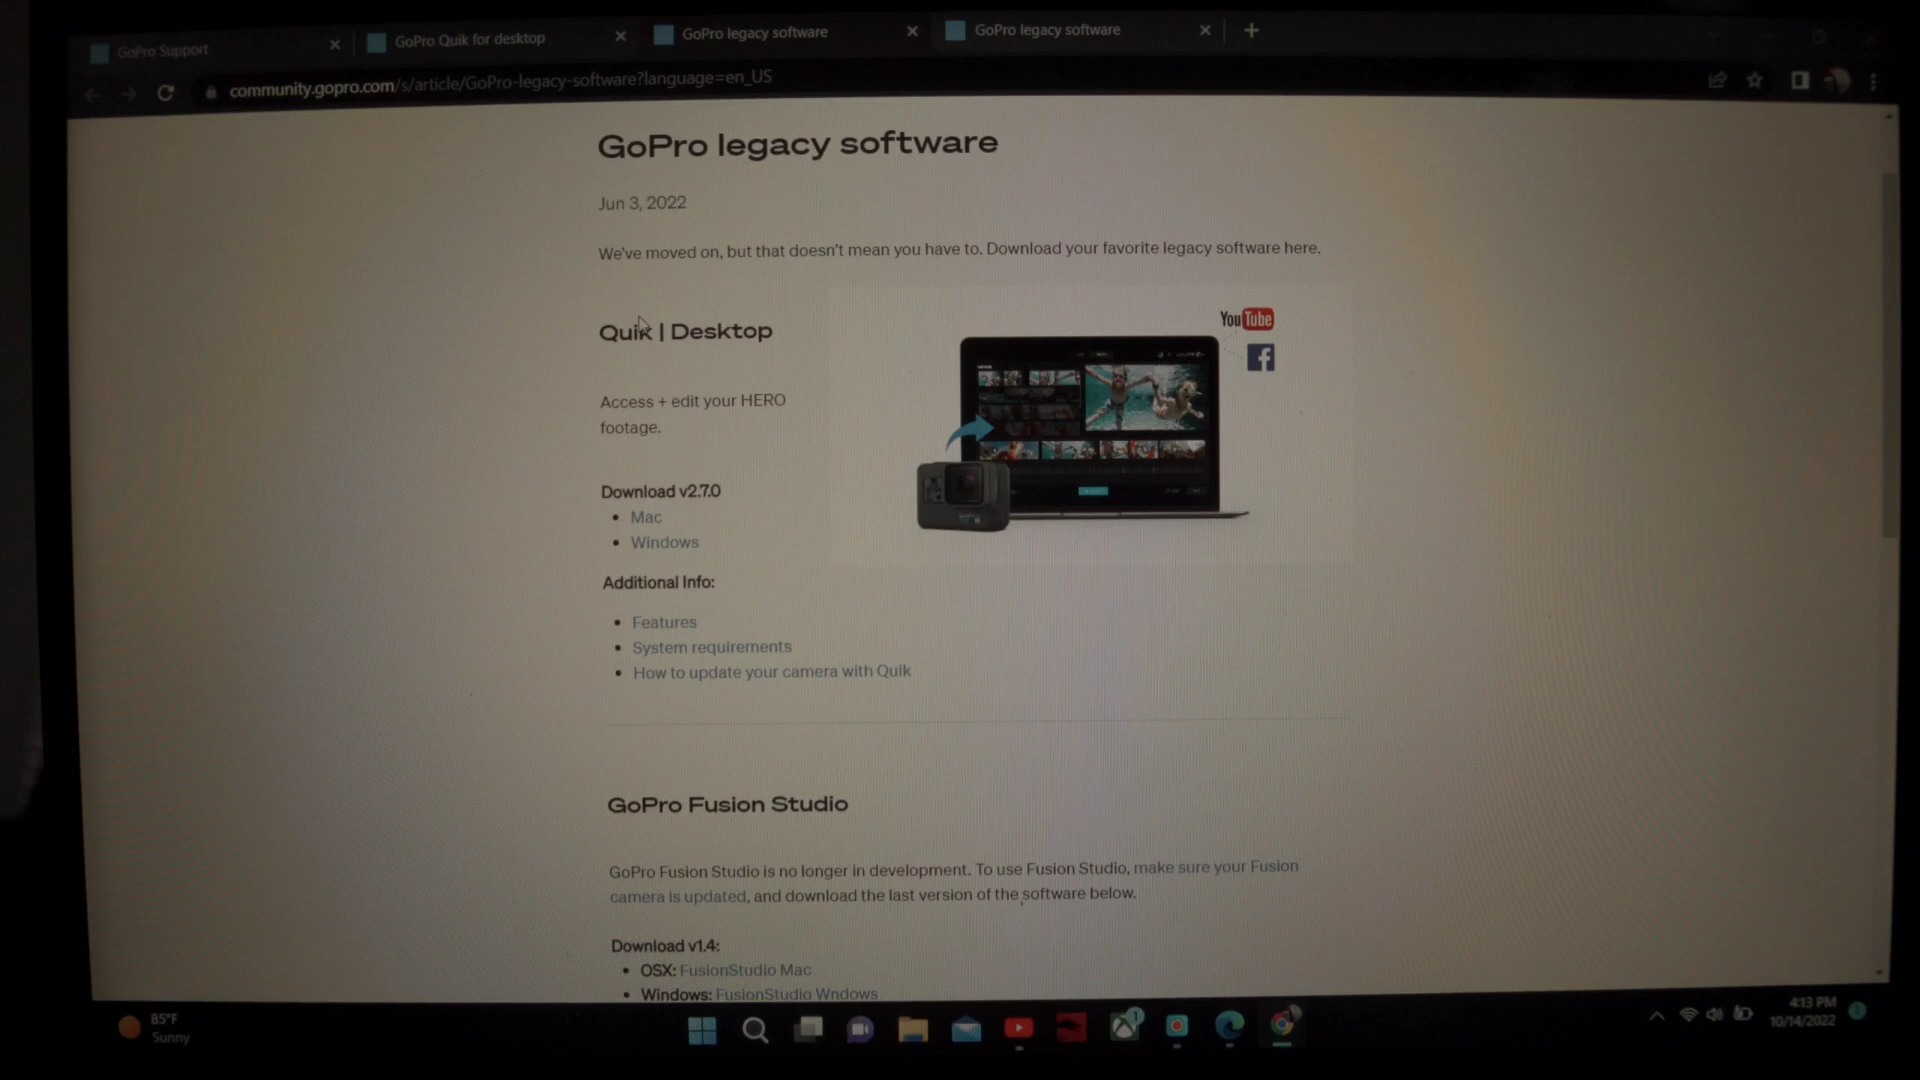 GoPro Support
GoPro Quik for desktop
GoPro legacy software
GoPro legacy software
community.gopro.com/s/article/GoPro-legacy-software?language=en_US
GoPro legacy software
Jun 3, 2022
We've moved on, but that doesn't mean you have to. Download your favorite legacy software here.
Quik | Desktop
YouTube
Access + edit your HERO
footage.
Download v2.7.0
Mac
Windows
Additional Info:
Features
System requirements
How to update your camera with Quik
GoPro Fusion Studio
GoPro Fusion Studio is no longer in development. To use Fusion Studio, make sure your Fusion
camera is updated, and download the last version of the software below.
Download v1.4:
OSX: FusionStudio Mac
Windows: FusionStudio Wndows
85°F
Sunny
1
4:13 PM
10/14/2022
2